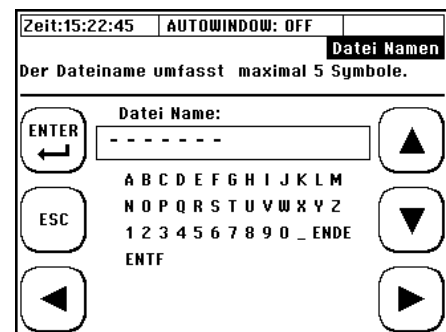 Zeit:15:22:45 AUTOWINDOW: OFF
Datei Namen
Der Dateiname umfasst maximal 5 Symbole.
Datei Name:
ENTER
- - - - - - -
A B C D E F G H I J K L M
N O P Q R S T U V W X Y Z
ESC
1 2 3 4 5 6 7 8 9 0 _ ENDE
ENTF